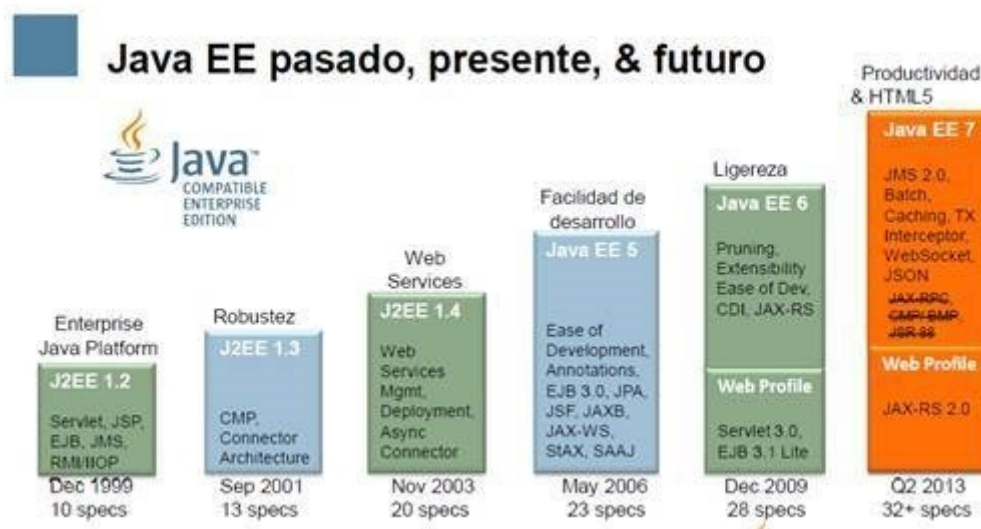 Java EE pasado, presente, & futuro
Java™
COMPATIBLE
ENTERPRISE
EDITION
Enterprise
Java Platform
J2EE 1.2
Servlet, JSP,
EJB, JMS,
RMI/IIOP
Dec 1999
10 specs
Robustez
J2EE 1.3
CMP,
Connector
Architecture
Sep 2001
13 specs
Web
Services
J2EE 1.4
Web
Services
Mgmt,
Deployment,
Async
Connector
Nov 2003
20 specs
Facilidad de
desarrollo
Java EE 5
Ease of
Development,
Annotations,
EJB 3.0, JPA,
JSF, JAXB,
JAX-WS,
StAX, SAAJ
May 2006
23 specs
Ligereza
Java EE 6
Pruning,
Extensibility
Ease of Dev,
CDI, JAX-RS
Web Profile
Servlet 3.0,
EJB 3.1 Lite
Dec 2009
28 specs
Productividad
& HTML5
Java EE 7
JMS 2.0,
Batch,
Caching, TX
Interceptor,
WebSocket,
JSON
JAX-RPC,
CMP/ BMP,
JSR 88
Web Profile
JAX-RS 2.0
Q2 2013
32+ specs